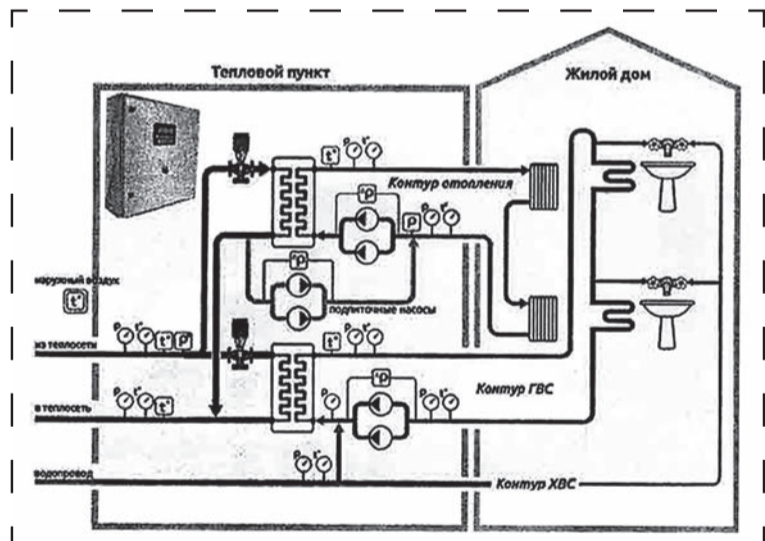 Тепловой пункт
Жилой дом
P t°
t°
Контур отопления
°P
P
P t°
наружный воздух
t°
°P
подпиточные насосы
из теплосети
P t°
t° P
t°
P t°
в теплосеть
P t°
t°
P
°P
P t°
Контур ГВС
водопровод
P t°
Контур ХВС